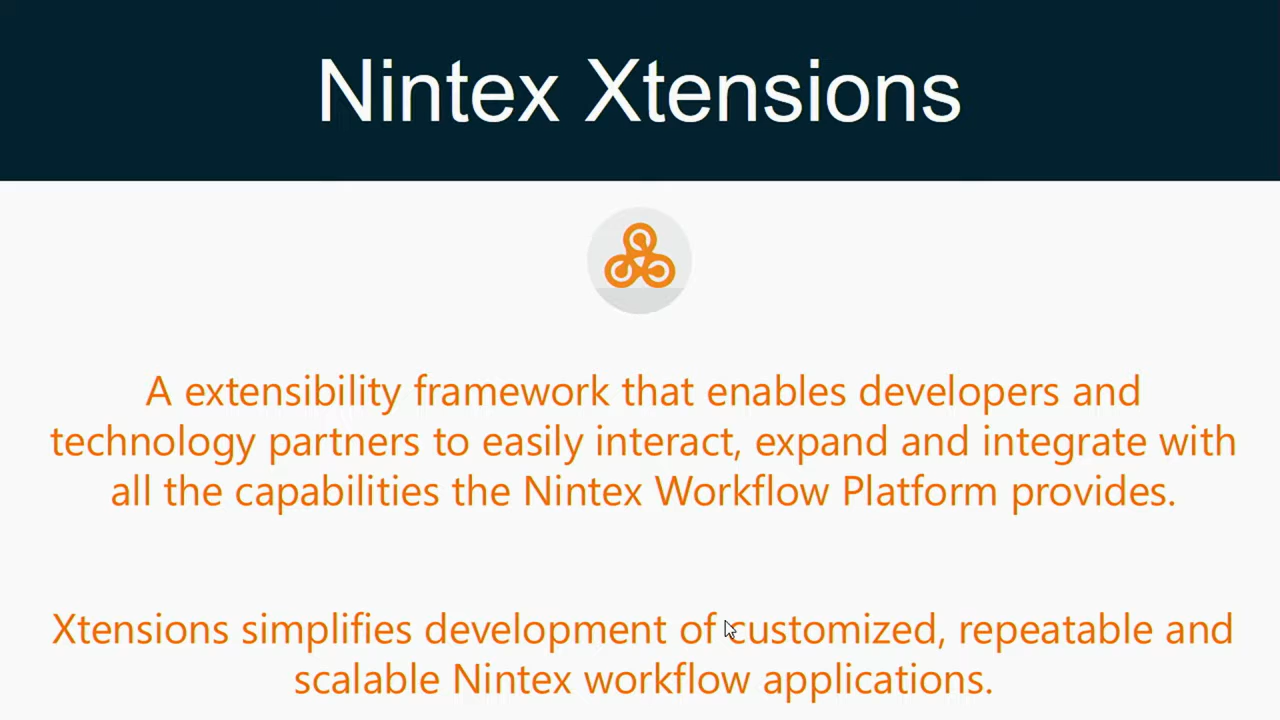 Nintex Xtensions
A extensibility framework that enables developers and
technology partners to easily interact, expand and integrate with
all the capabilities the Nintex Workflow Platform provides.
Xtensions simplifies development of customized, repeatable and
scalable Nintex workflow applications.